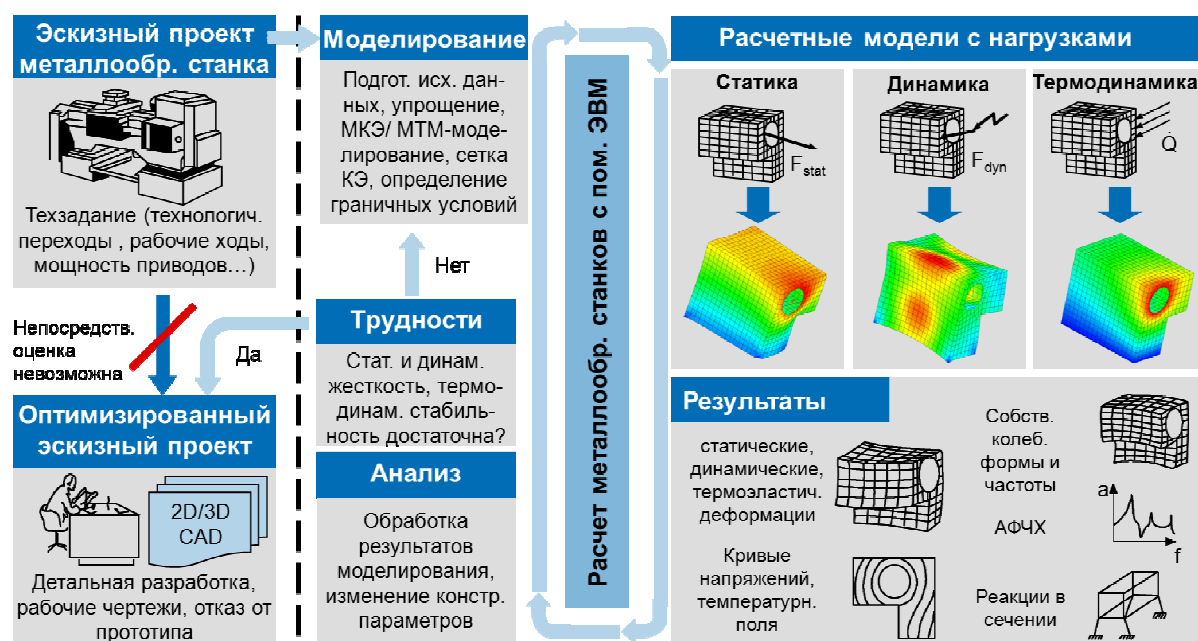 Эскизный проект
металлообр. станка
Техзадание (технологич.
переходы , рабочие ходы,
мощность приводов…)
Непосредств.
оценка
невозможна
Да
Оптимизированный
эскизный проект
2D/3D
CAD
Детальная разработка,
рабочие чертежи, отказ от
прототипа
Моделирование
Подгот. исх. дан-
ных, упрощение,
МКЭ/ МТМ-моде-
лирование, сетка
КЭ, определение
граничных условий
Нет
Трудности
Стат. и динам.
жесткость, термо-
динам. стабиль-
ность достаточна?
Анализ
Обработка
результатов
моделирования,
изменение констр.
параметров
Расчет металлообр. станков с пом. ЭВМ
Расчетные модели с нагрузками
Статика
Динамика
Термодинамика
Fstat
Fdyn
Q̇
Результаты
статические,
динамические,
термоэластич.
деформации
Кривые
напряжений,
температурн.
поля
Собств.
колеб.
формы и
частоты
АФЧХ
a
f
Реакции в
сечении